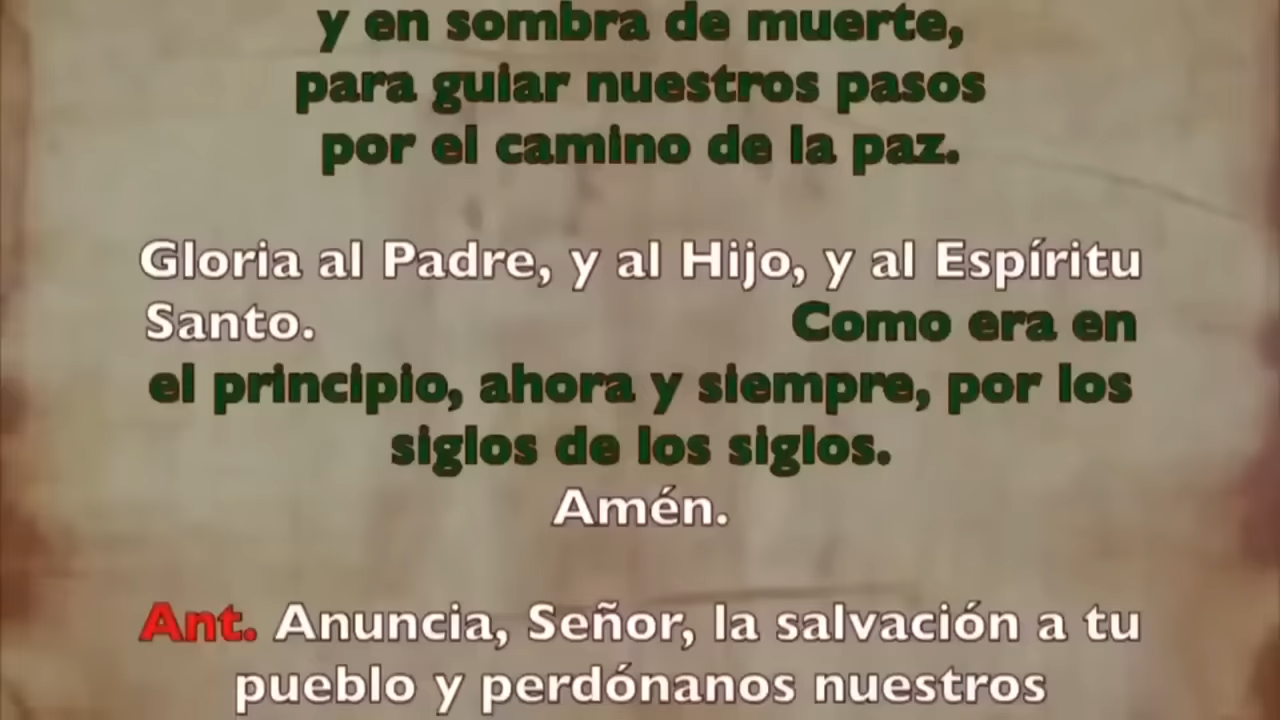 y en sombra de muerte,
para guiar nuestros pasos
por el camino de la paz.
Gloria al Padre, y al Hijo, y al Espíritu
Santo. Como era en
el principio, ahora y siempre, por los
siglos de los siglos.
Amén.
Ant. Anuncia, Señor, la salvación a tu
pueblo y perdónanos nuestros